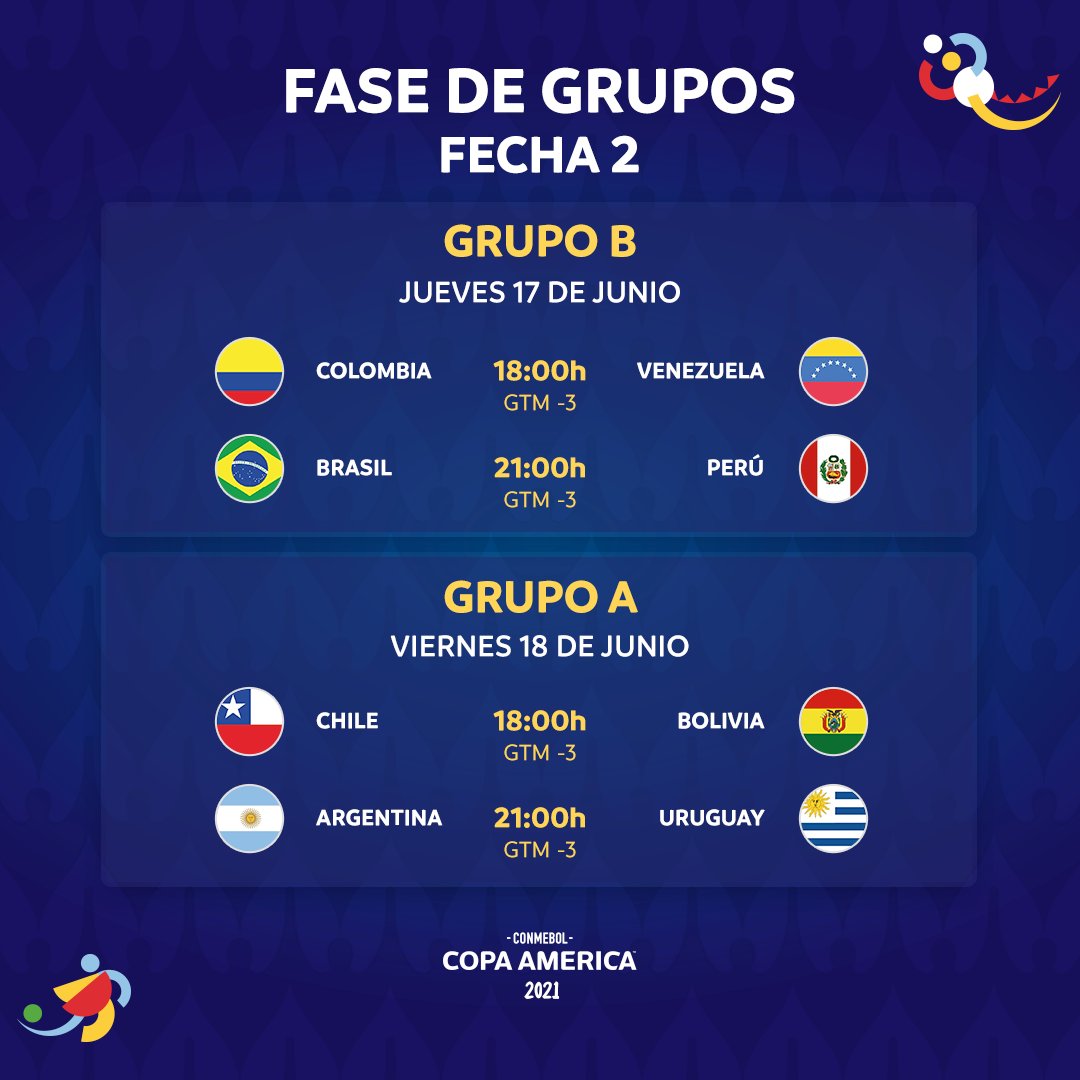 FASE DE GRUPOS
FECHA 2
GRUPO B
JUEVES 17 DE JUNIO
COLOMBIA 18:00h VENEZUELA
GTM -3
BRASIL 21:00h PERÚ
GTM -3
GRUPO A
VIERNES 18 DE JUNIO
CHILE 18:00h BOLIVIA
GTM -3
ARGENTINA 21:00h URUGUAY
GTM -3
- CONMEBOL -
COPA AMERICA
2021